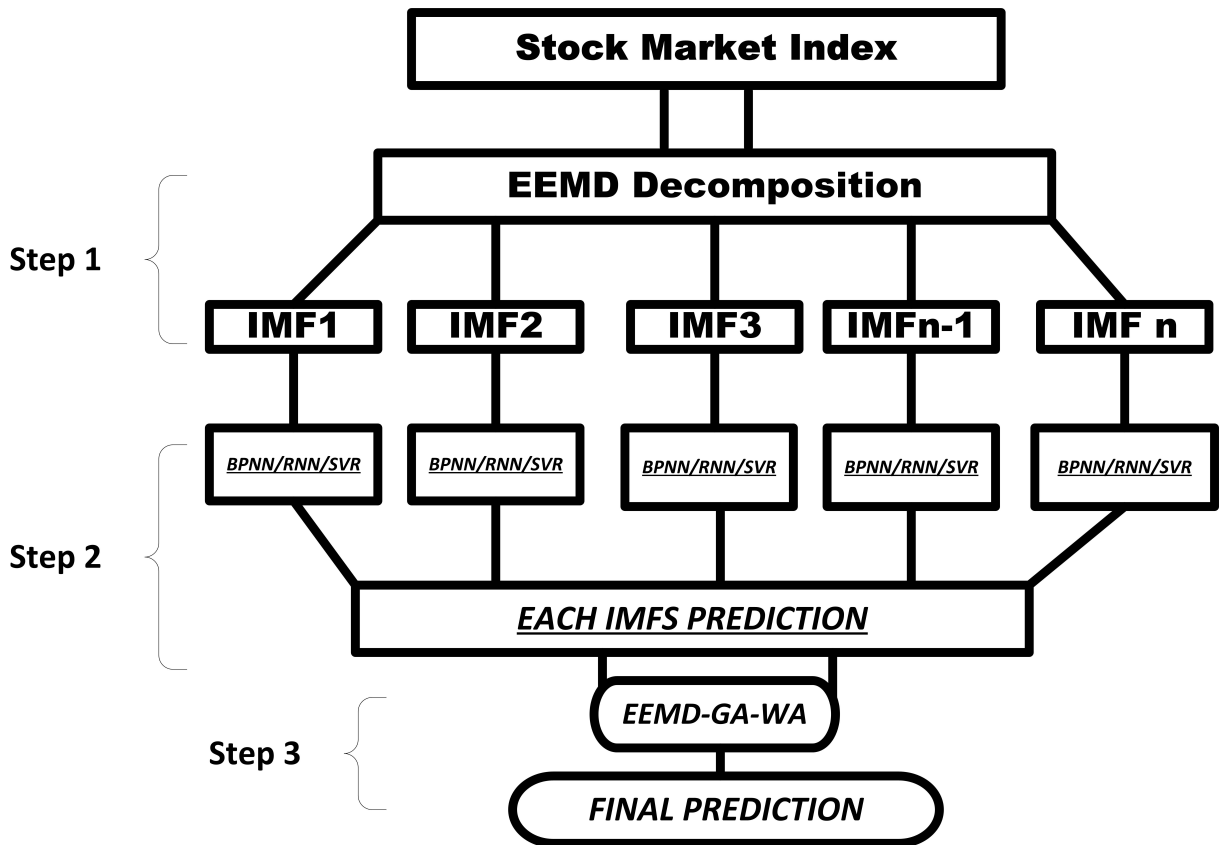 Stock Market Index
EEMD Decomposition
Step 1
IMF1
IMF2
IMF3
IMFn-1
IMF n
BPNN/RNN/SVR
BPNN/RNN/SVR
BPNN/RNN/SVR
BPNN/RNN/SVR
BPNN/RNN/SVR
Step 2
EACH IMFS PREDICTION
EEMD-GA-WA
Step 3
FINAL PREDICTION